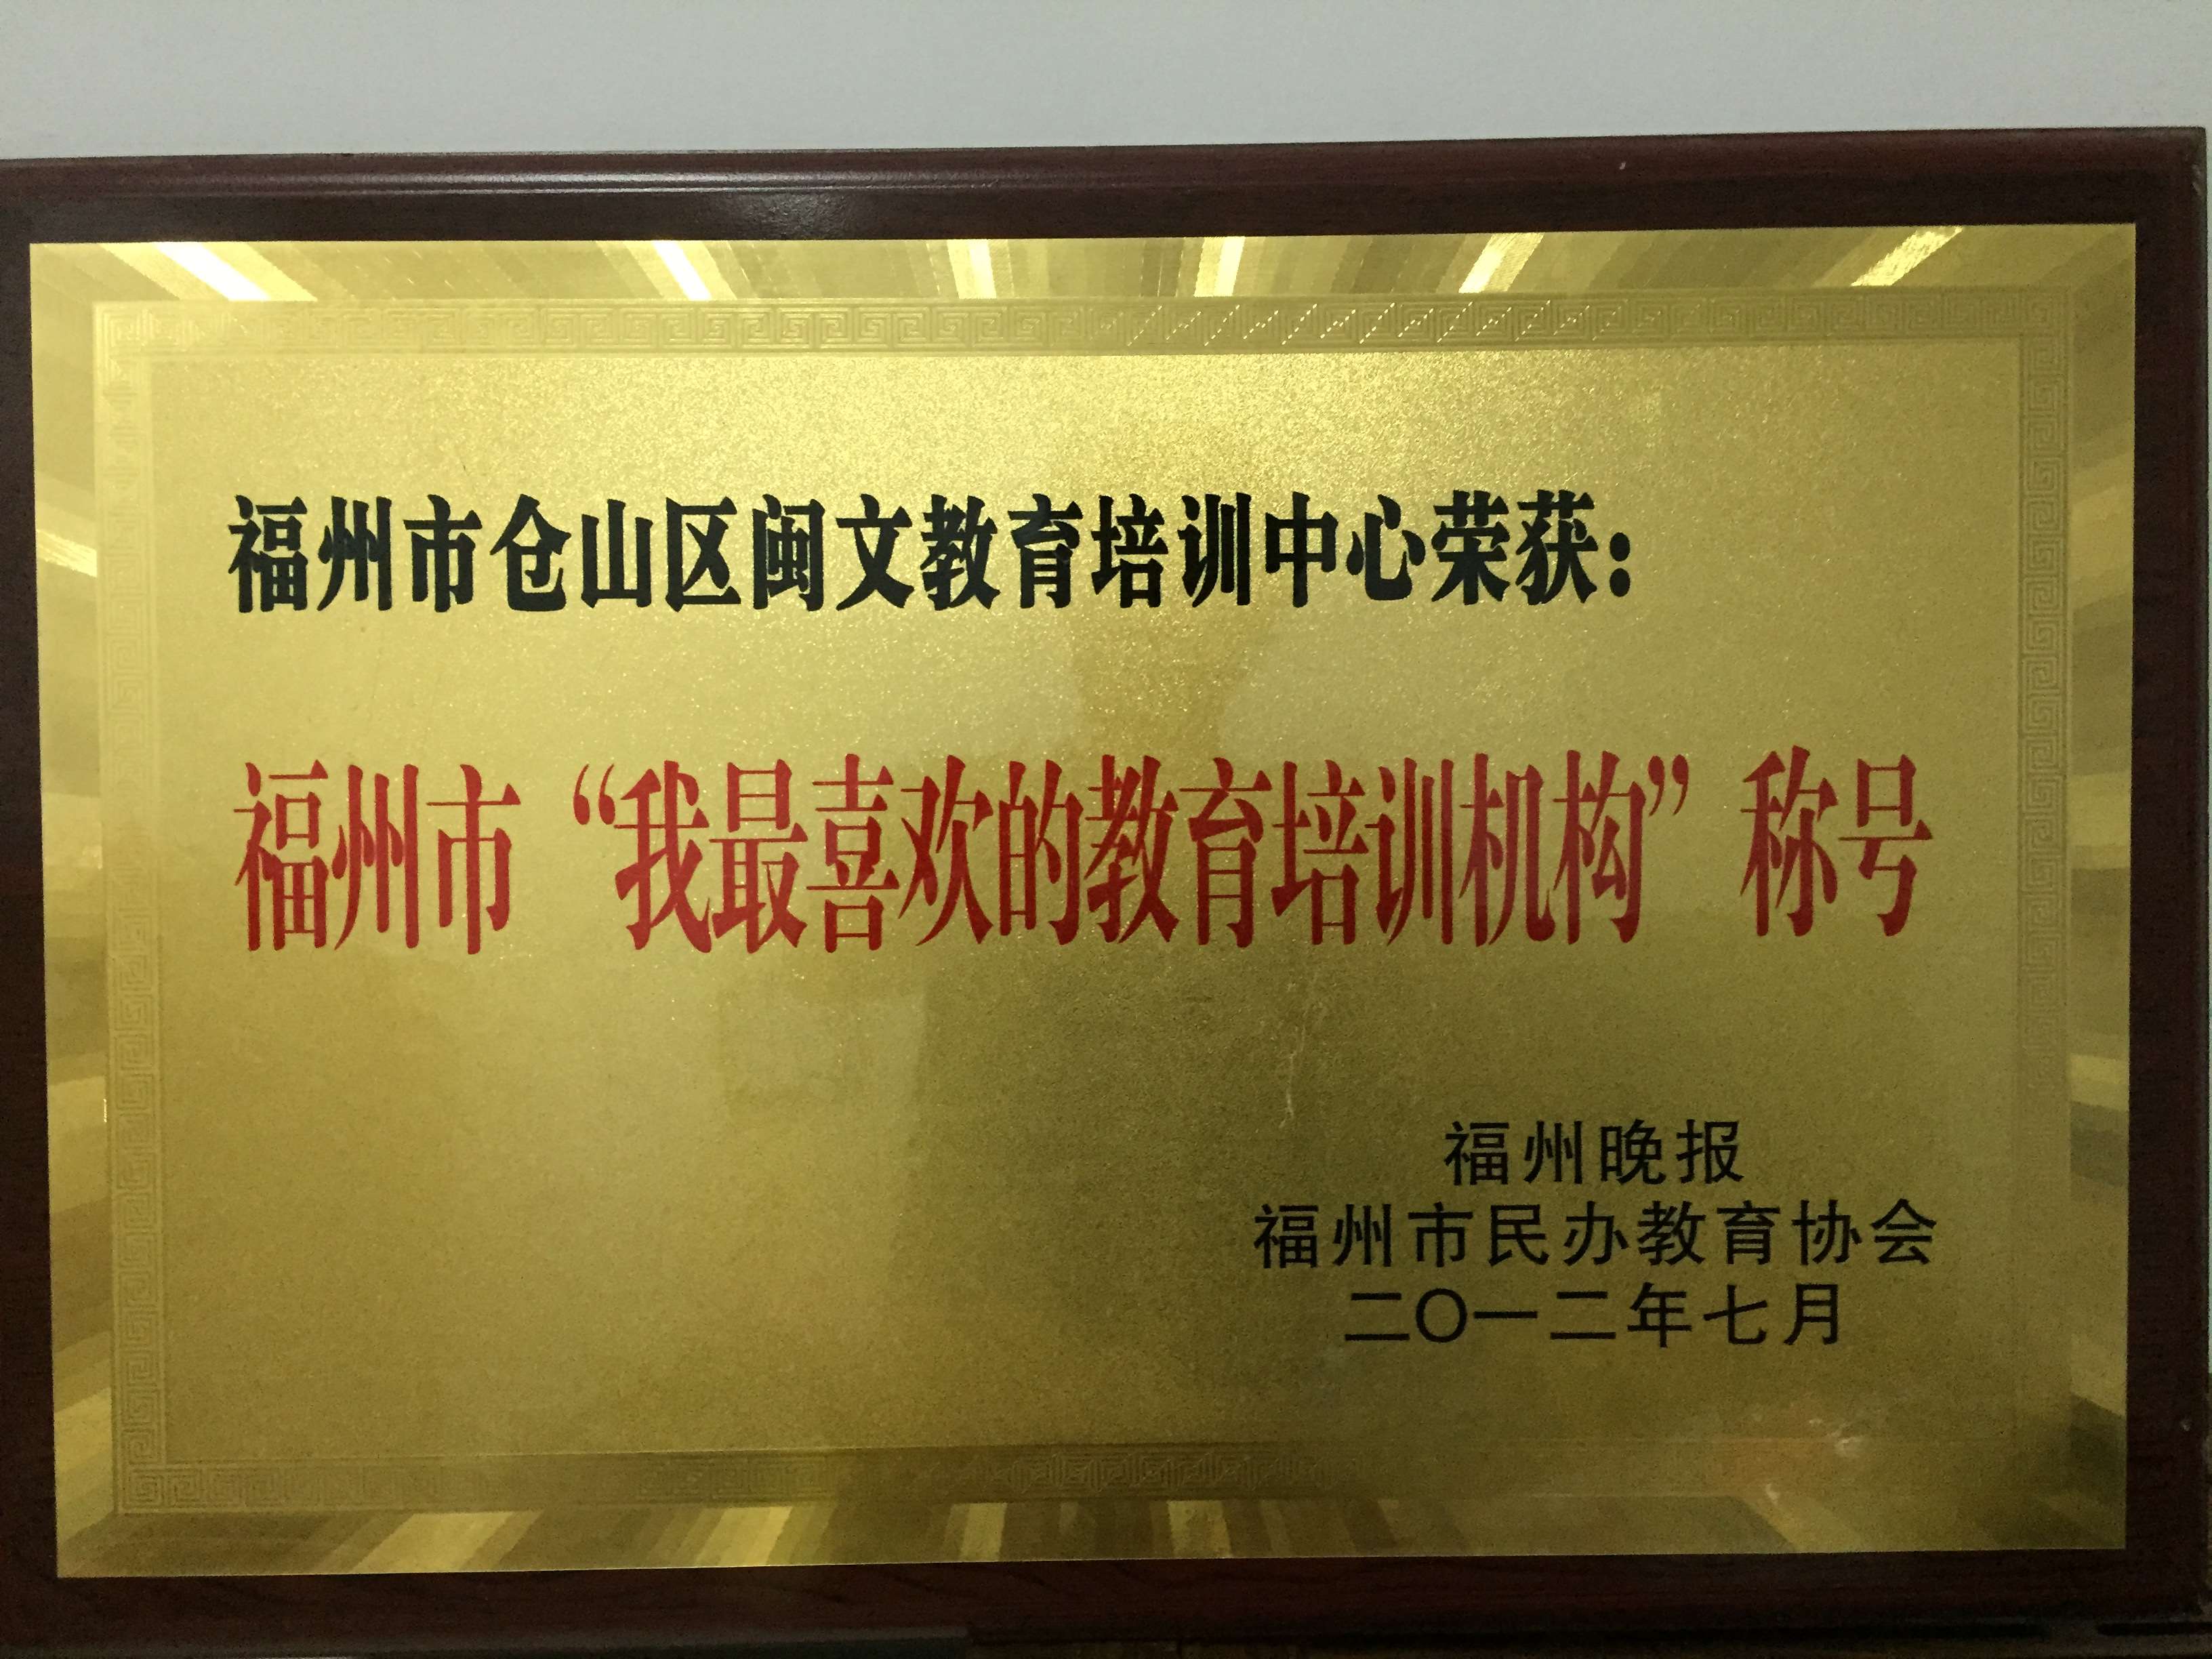 福州市仓山区闽文教育培训中心荣获：
福州市“我最喜欢的教育培训机构”称号
福州晚报
福州市民办教育协会
二〇一二年七月